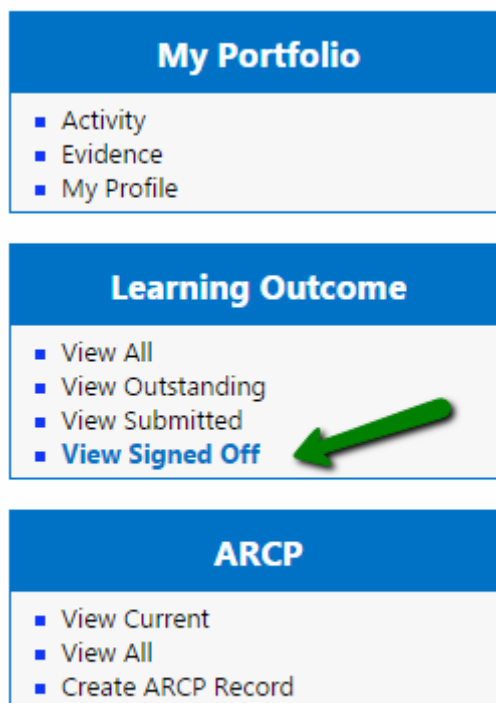 My Portfolio
Activity
Evidence
My Profile
Learning Outcome
View All
View Outstanding
View Submitted
View Signed Off
ARCP
View Current
View All
Create ARCP Record